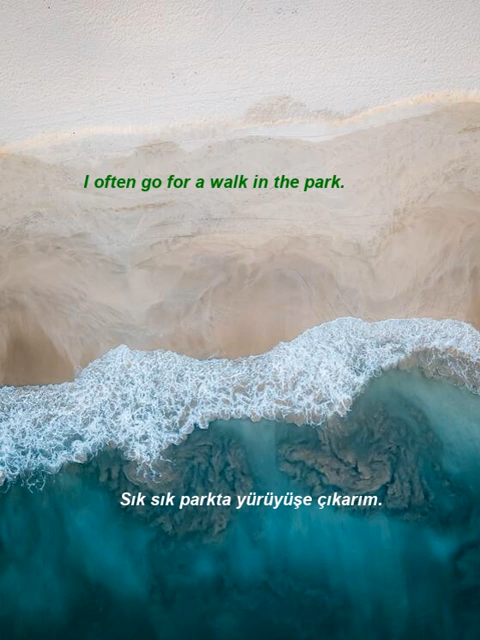 I often go for a walk in the park.
Sık sık parkta yürüyüşe çıkarım.